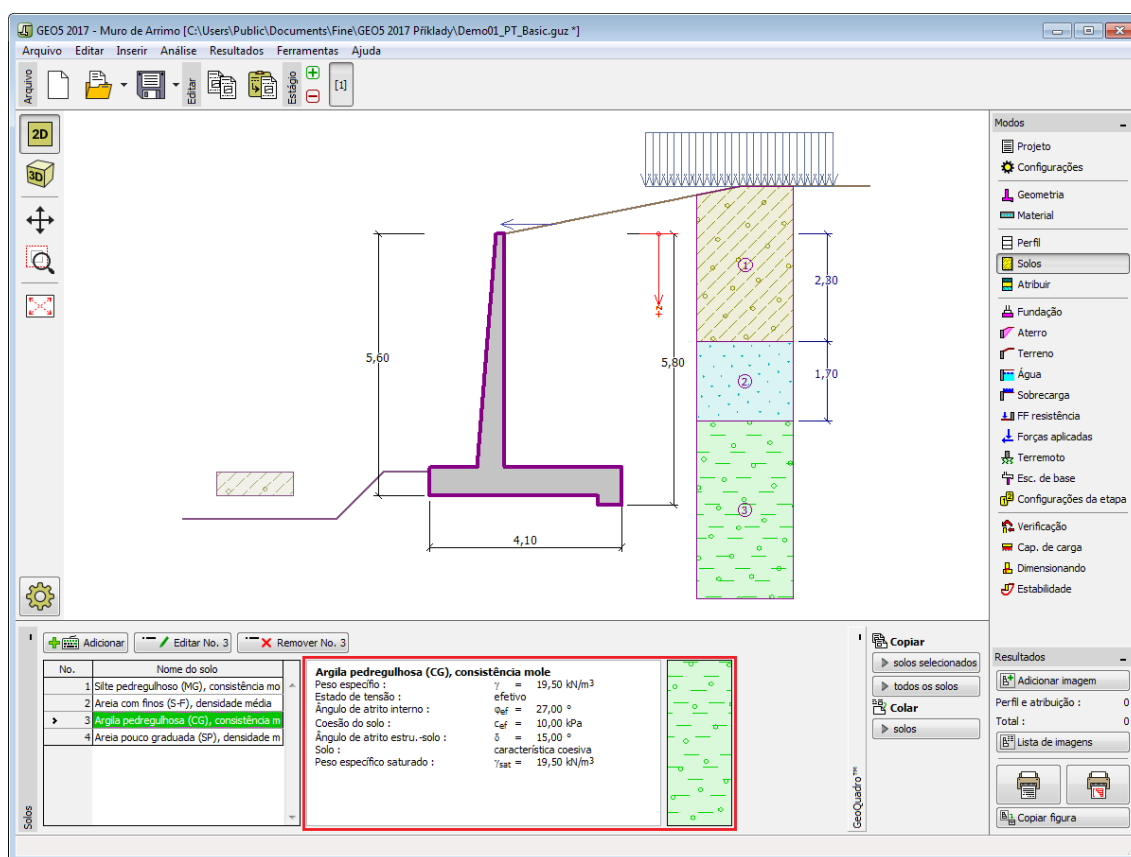 GEO5 2017 - Muro de Arrimo [C:\Users\Public\Documents\Fine\GEO5 2017 Příklady\Demo01_PT_Basic.guz *]
Arquivo Editar Inserir Análise Resultados Ferramentas Ajuda
Arquivo
Editar
Estágio
[1]
2D
3D
5,60
5,80
4,10
+z
1
2
3
2,30
1,70
Modos
Projeto
Configurações
Geometria
Material
Perfil
Solos
Atribuir
Fundação
Aterro
Terreno
Água
Sobrecarga
FF resistência
Forças aplicadas
Terremoto
Esc. de base
Configurações da etapa
Verificação
Cap. de carga
Dimensionando
Estabilidade
Resultados
Adicionar imagem
Perfil e atribuição : 0
Total : 0
Lista de imagens
Copiar figura
Solos
Adicionar
Editar No. 3
Remover No. 3
No. Nome do solo
1 Silte pedregulhoso (MG), consistência mo
2 Areia com finos (S-F), densidade média
3 Argila pedregulhosa (CG), consistência m
4 Areia pouco graduada (SP), densidade m
Argila pedregulhosa (CG), consistência mole
Peso específico : γ = 19,50 kN/m³
Estado de tensão : efetivo
Ângulo de atrito interno : φef = 27,00 °
Coesão do solo : cef = 10,00 kPa
Ângulo de atrito estru.-solo : δ = 15,00 °
Solo : característica coesiva
Peso específico saturado : γsat = 19,50 kN/m³
GeoQuadro™
Copiar
solos selecionados
todos os solos
Colar
solos